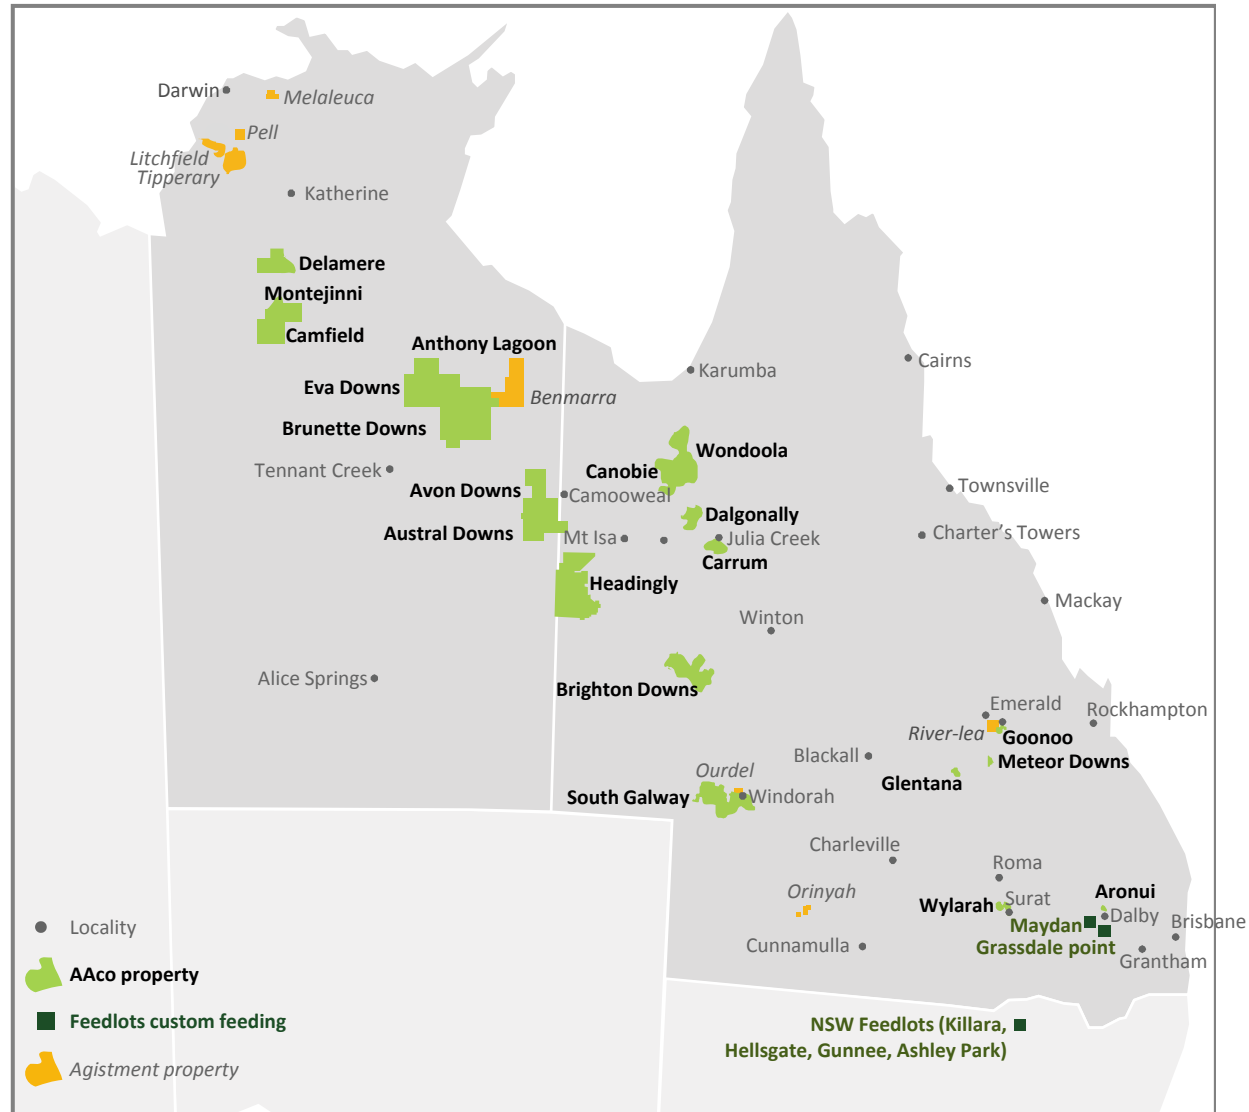 Darwin
Melaleuca
Pell
Litchfield
Tipperary
Katherine
Delamere
Montejinni
Camfield
Anthony Lagoon
Eva Downs
Benmarra
Brunette Downs
Tennant Creek
Avon Downs
Austral Downs
Karumba
Cairns
Wondoola
Canobie
Camooweal
Townsville
Dalgonally
Mt Isa
Julia Creek
Charter's Towers
Carrum
Headingly
Mackay
Winton
Alice Springs
Brighton Downs
Emerald
Rockhampton
River-lea
Goonoo
Blackall
Meteor Downs
Ourdel
Glentana
South Galway
Windorah
Charleville
Roma
Orinyah
Aronui
Wylarah
Surat
Dalby
Maydan
Brisbane
Cunnamulla
Grassdale point
Grantham
Locality
AAco property
Feedlots custom feeding
Agistment property
NSW Feedlots (Killara,
Hellsgate, Gunnee, Ashley Park)